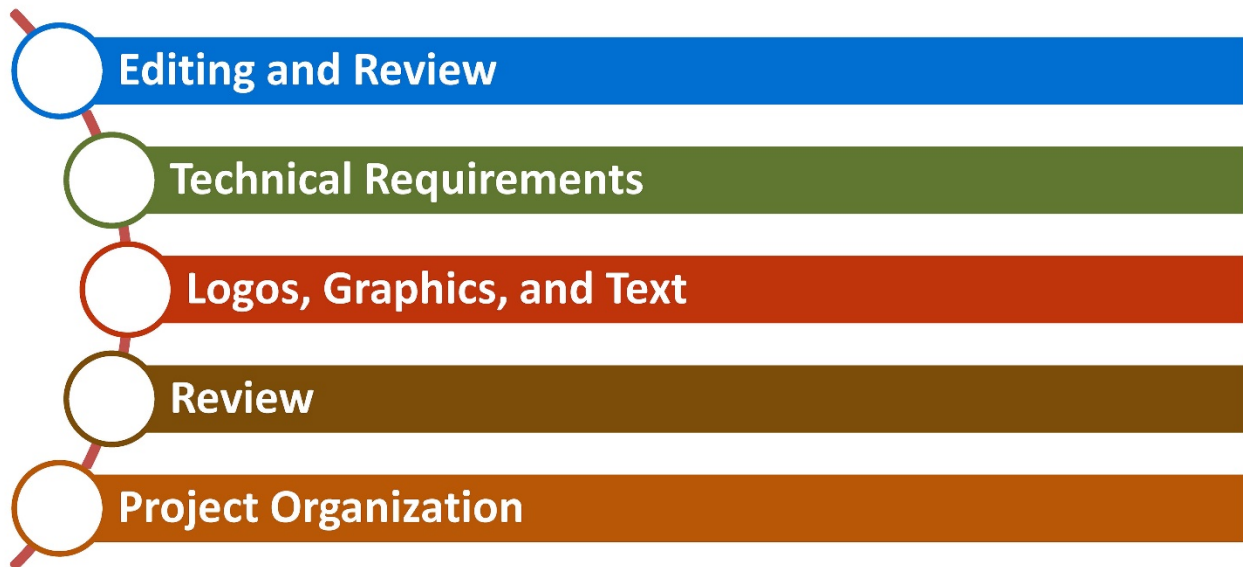 Editing and Review
Technical Requirements
Logos, Graphics, and Text
Review
Project Organization